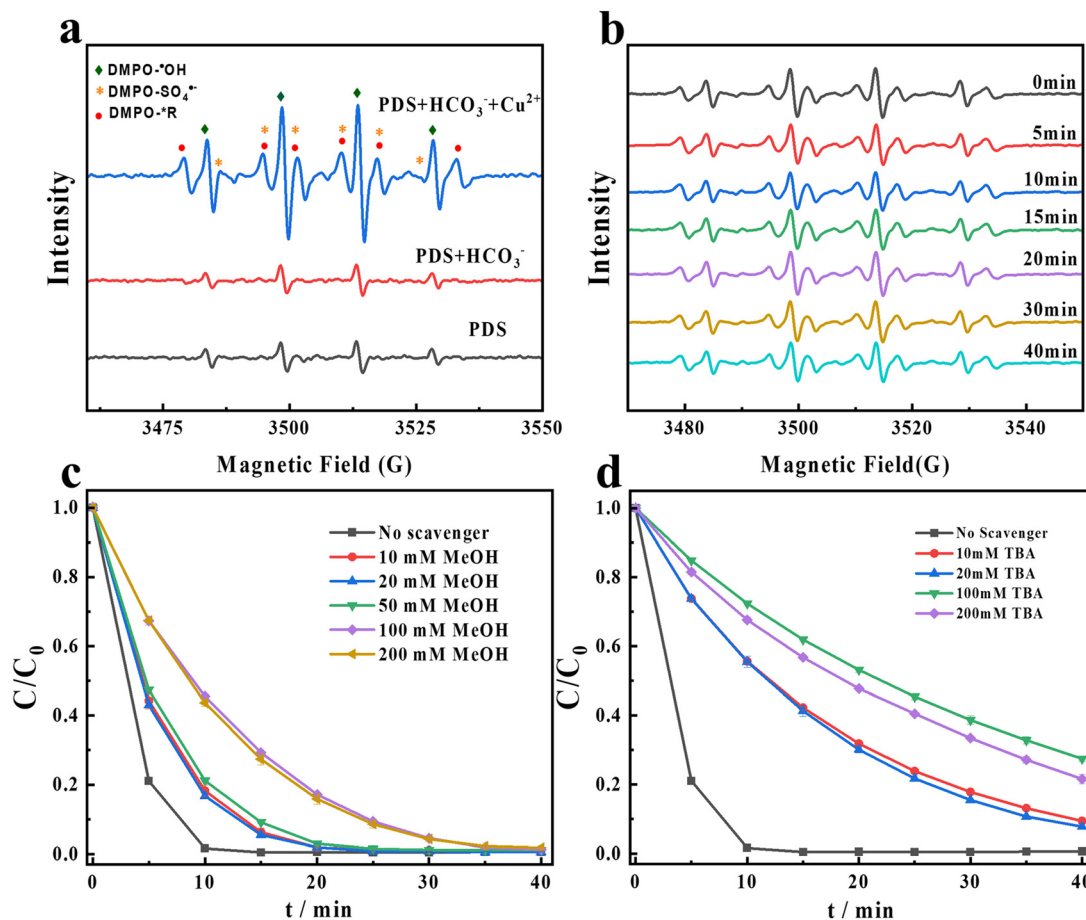 a
♦ DMPO-•OH
* DMPO-SO₄•⁻
● DMPO-*R
PDS+HCO₃⁻+Cu²⁺
PDS+HCO₃⁻
PDS
Intensity
3475 3500 3525 3550
Magnetic Field (G)
b
0min
5min
10min
15min
20min
30min
40min
Intensity
3480 3500 3520 3540
Magnetic Field(G)
c
No scavenger
10 mM MeOH
20 mM MeOH
50 mM MeOH
100 mM MeOH
200 mM MeOH
C/C₀
1.0
0.8
0.6
0.4
0.2
0.0
0 10 20 30 40
t / min
d
No Scavenger
10mM TBA
20mM TBA
100mM TBA
200mM TBA
C/C₀
1.0
0.8
0.6
0.4
0.2
0.0
0 10 20 30 40
t / min